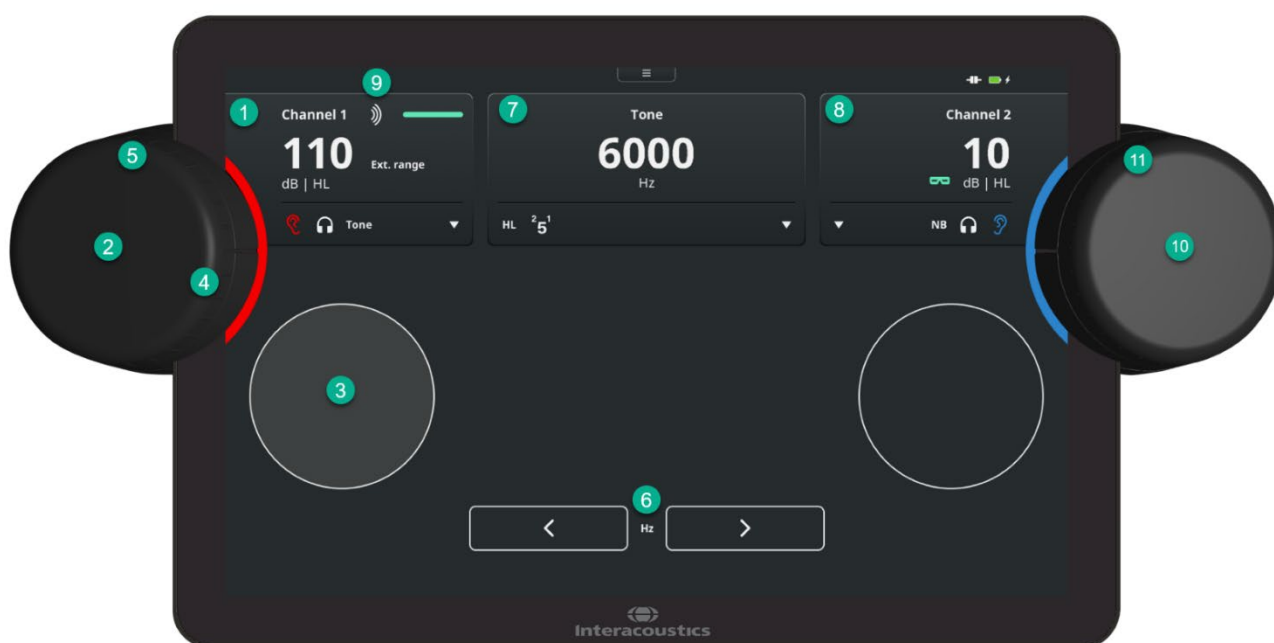 9
1
Channel 1
110
Ext. range
dB | HL
Tone
7
Tone
6000
Hz
HL 2 5 1
8
Channel 2
10
dB | HL
NB
5
2
4
11
10
3
6
Hz
Interacoustics